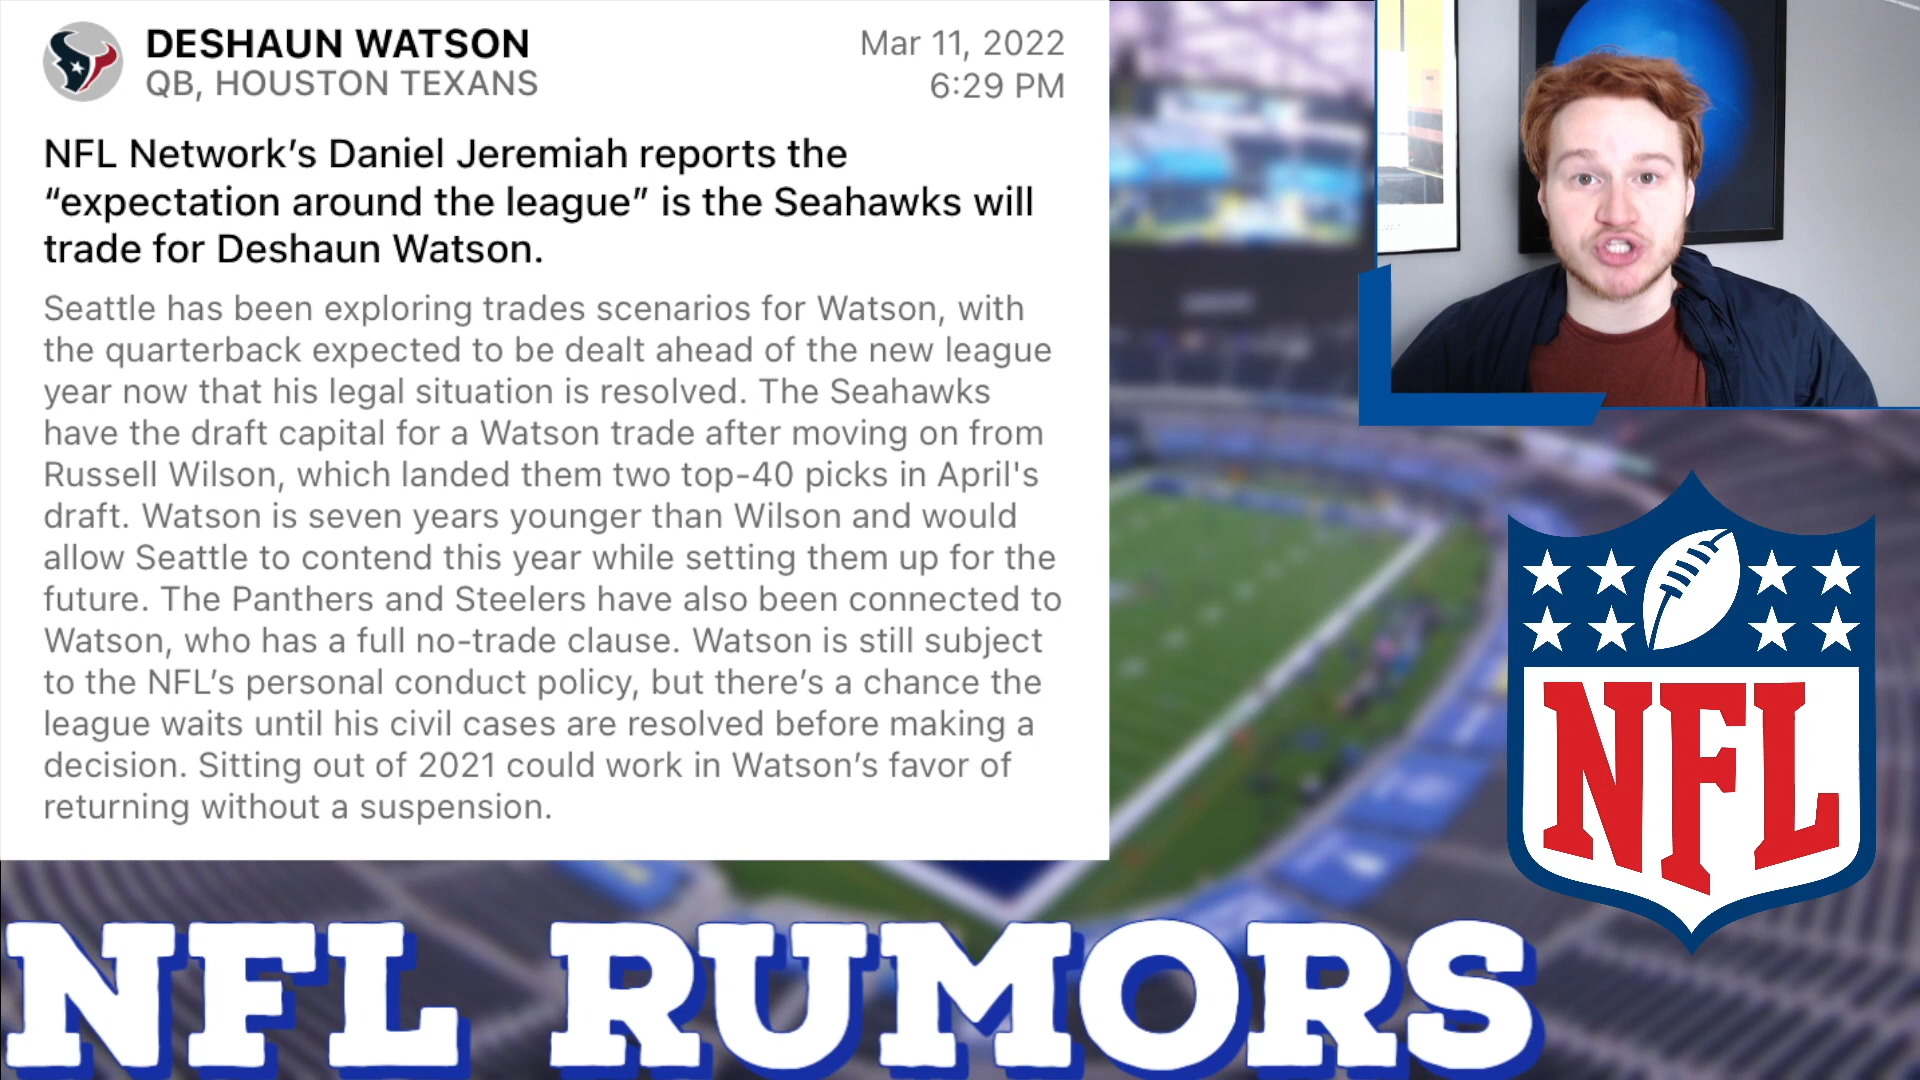 DESHAUN WATSON
QB, HOUSTON TEXANS
Mar 11, 2022
6:29 PM
NFL Network’s Daniel Jeremiah reports the
“expectation around the league” is the Seahawks will
trade for Deshaun Watson.
Seattle has been exploring trades scenarios for Watson, with
the quarterback expected to be dealt ahead of the new league
year now that his legal situation is resolved. The Seahawks
have the draft capital for a Watson trade after moving on from
Russell Wilson, which landed them two top-40 picks in April's
draft. Watson is seven years younger than Wilson and would
allow Seattle to contend this year while setting them up for the
future. The Panthers and Steelers have also been connected to
Watson, who has a full no-trade clause. Watson is still subject
to the NFL’s personal conduct policy, but there’s a chance the
league waits until his civil cases are resolved before making a
decision. Sitting out of 2021 could work in Watson’s favor of
returning without a suspension.
NFL
NFL RUMORS